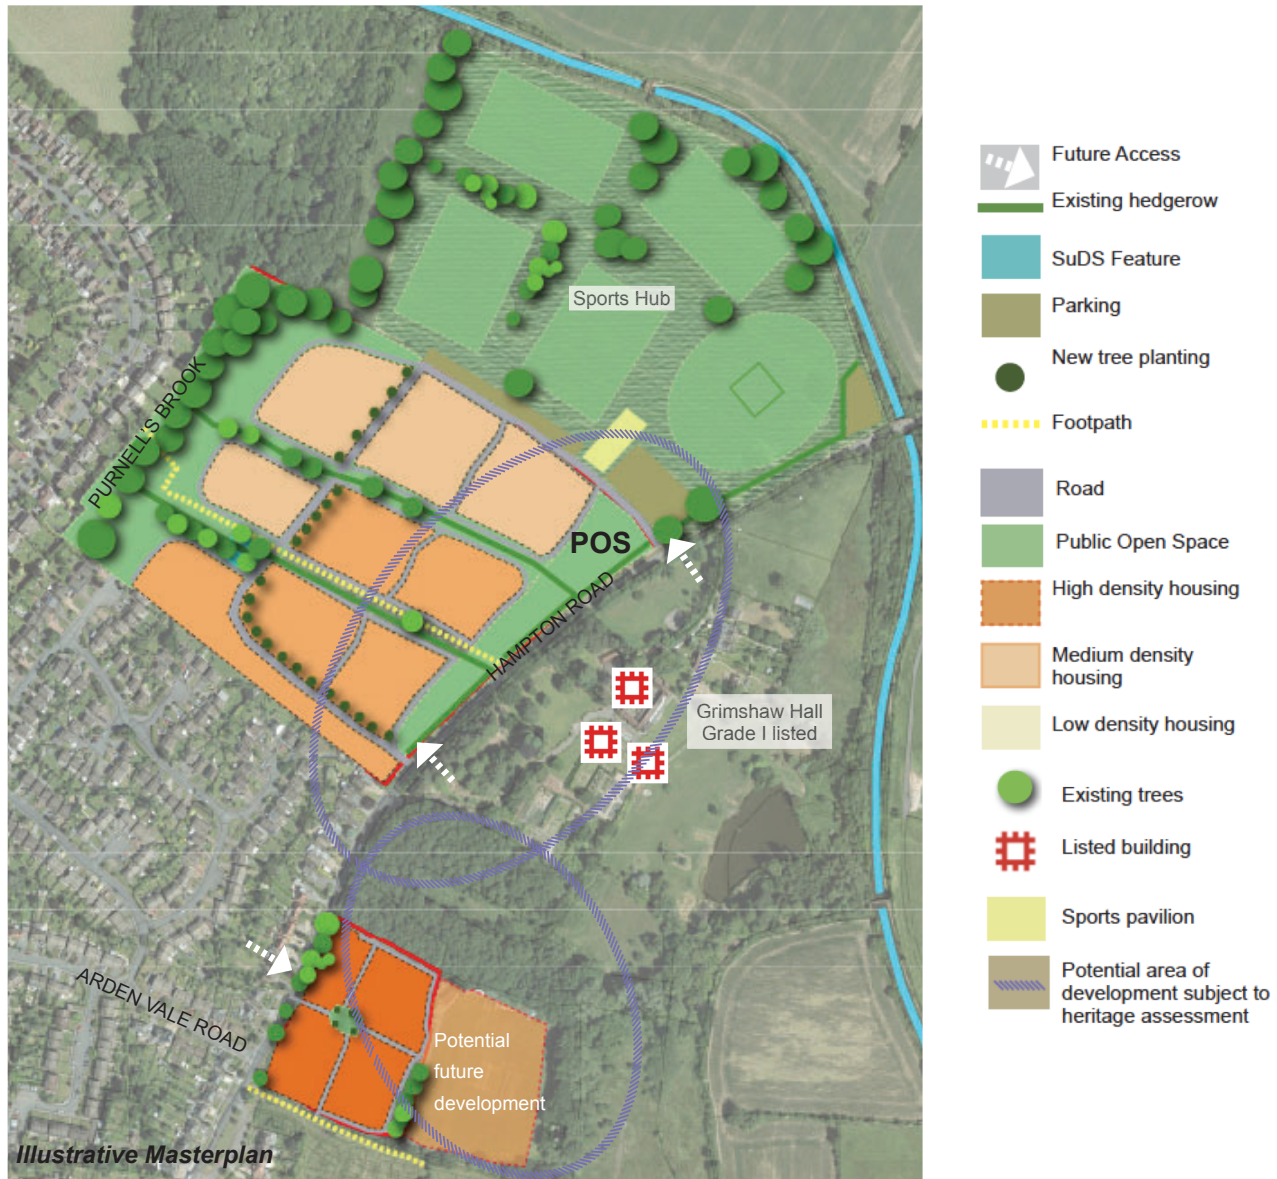 Sports Hub
PURNELL'S BROOK
POS
HAMPTON ROAD
Grimshaw Hall
Grade I listed
ARDEN VALE ROAD
Potential
future
development
Illustrative Masterplan
Future Access
Existing hedgerow
SuDS Feature
Parking
New tree planting
Footpath
Road
Public Open Space
High density housing
Medium density
housing
Low density housing
Existing trees
Listed building
Sports pavilion
Potential area of
development subject to
heritage assessment